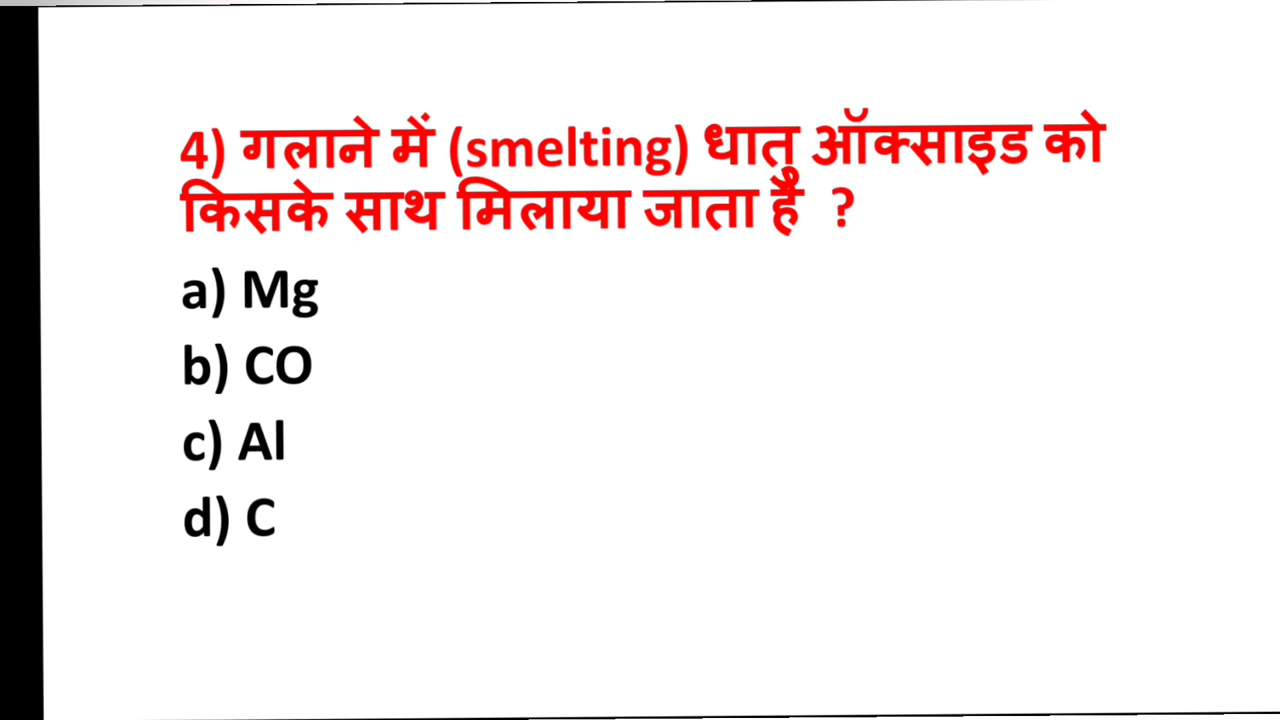 4) गलाने में (smelting) धातु ऑक्साइड को
किसके साथ मिलाया जाता है ?
a) Mg
b) CO
c) Al
d) C